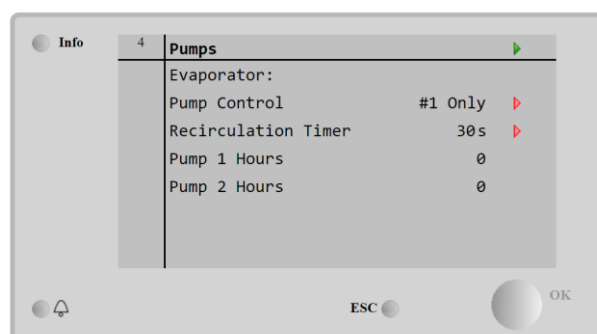 Info
4 Pumps
Evaporator:
Pump Control #1 Only
Recirculation Timer 30s
Pump 1 Hours 0
Pump 2 Hours 0
ESC
OK